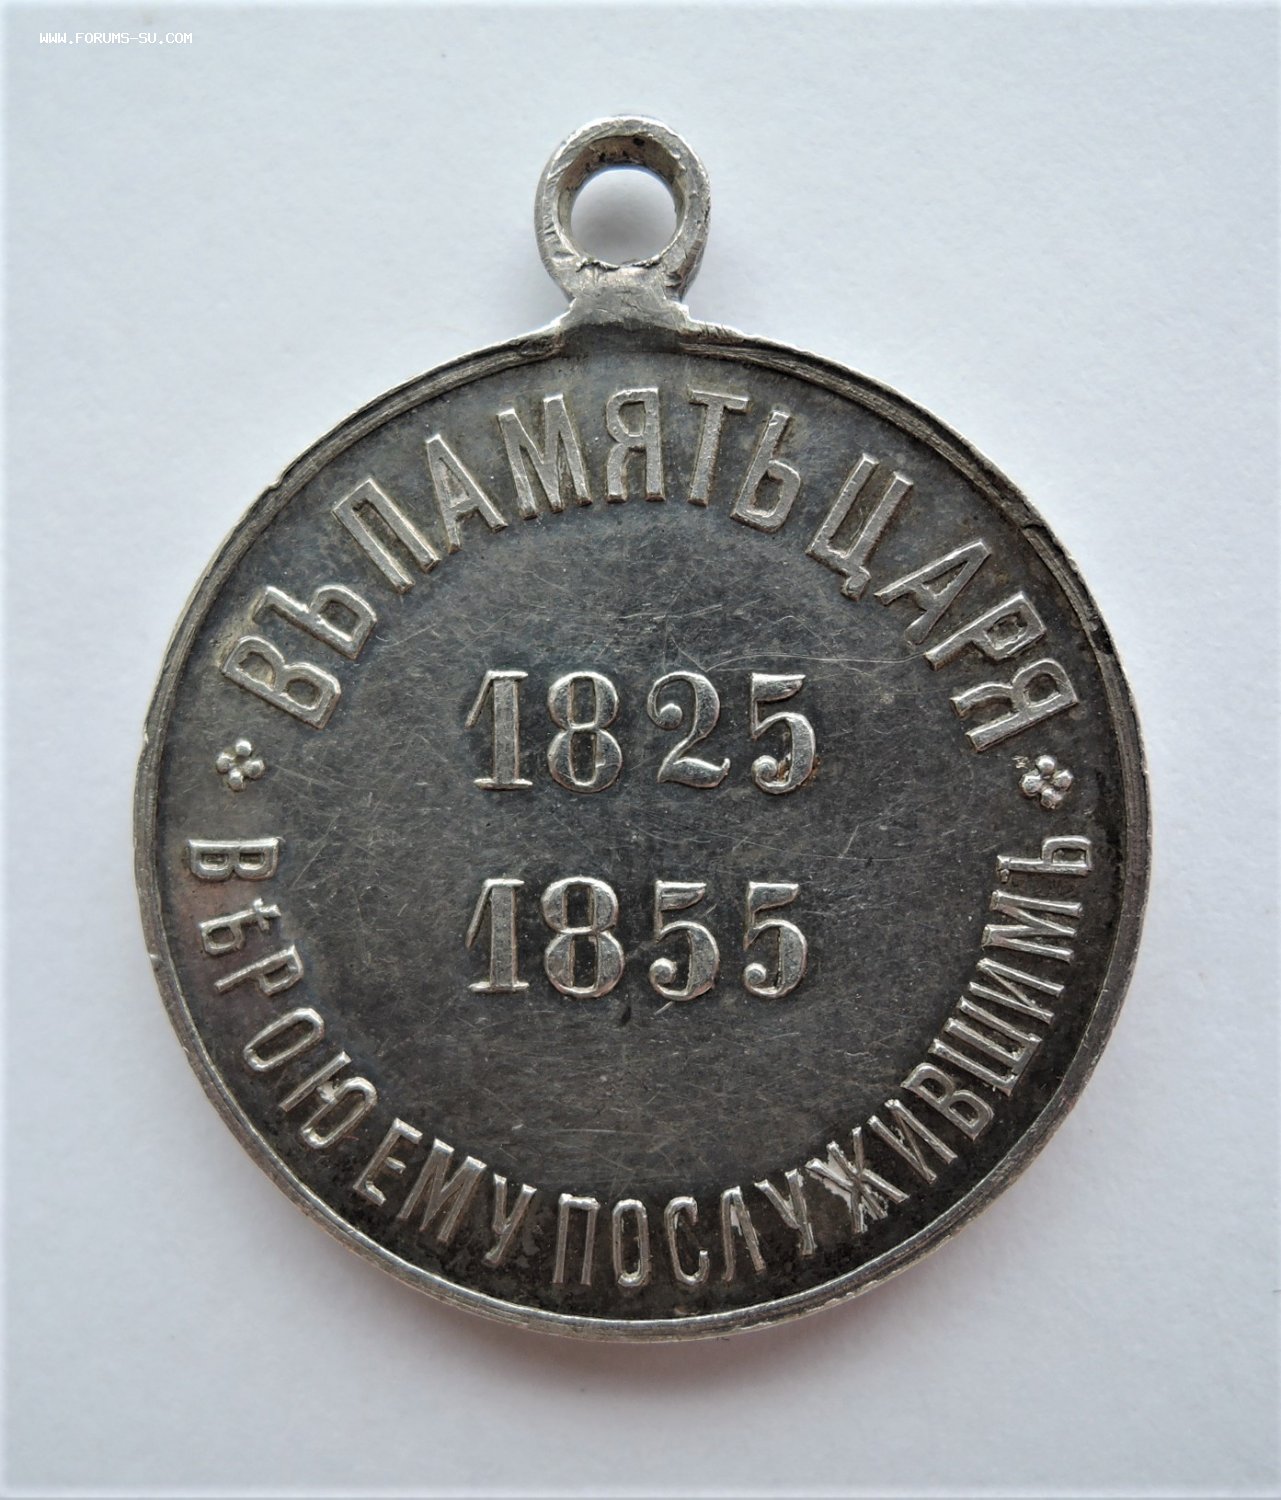 WWW.FORUMS-SU.COM
ВЪ ПАМЯТЬ ЦАРЯ
1825
1855
ВѢРОЮ ЕМУ ПОСЛУЖИВШИМЪ